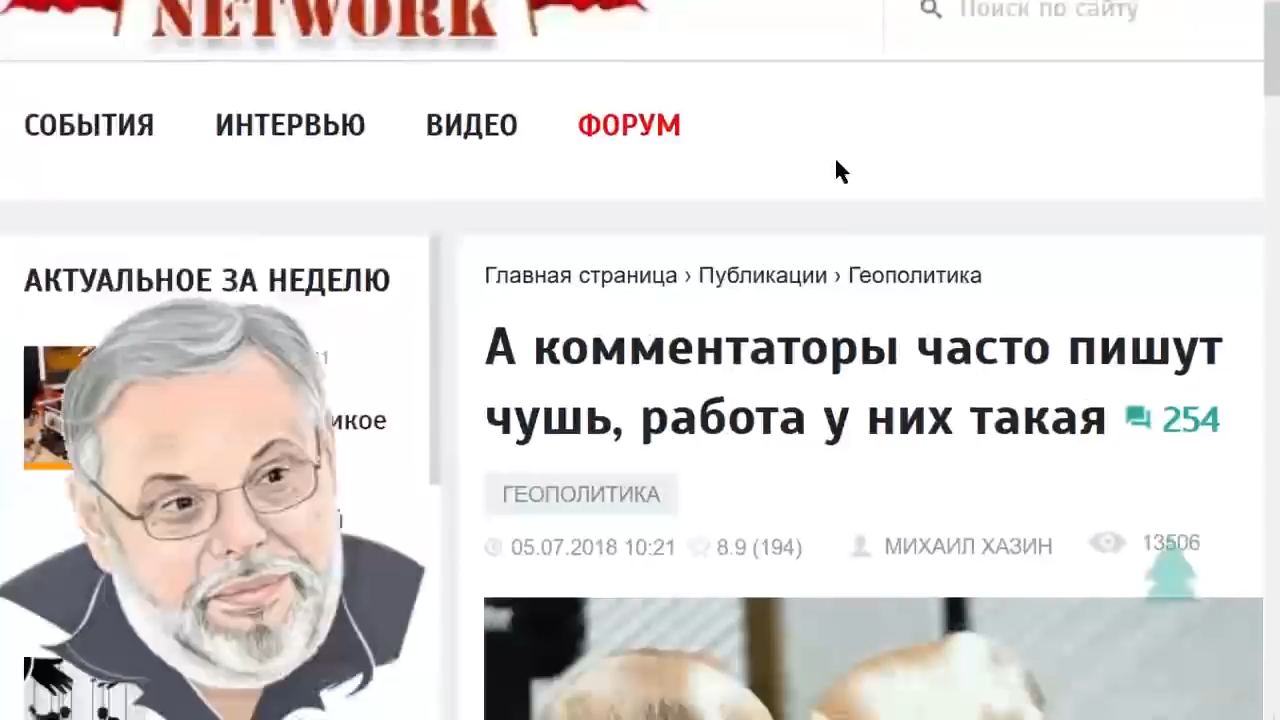 NETWORK
Поиск по сайту
СОБЫТИЯ ИНТЕРВЬЮ ВИДЕО ФОРУМ
АКТУАЛЬНОЕ ЗА НЕДЕЛЮ
Главная страница › Публикации › Геополитика
А комментаторы часто пишут
чушь, работа у них такая 254
ГЕОПОЛИТИКА
05.07.2018 10:21 8.9 (194) МИХАИЛ ХАЗИН 13506